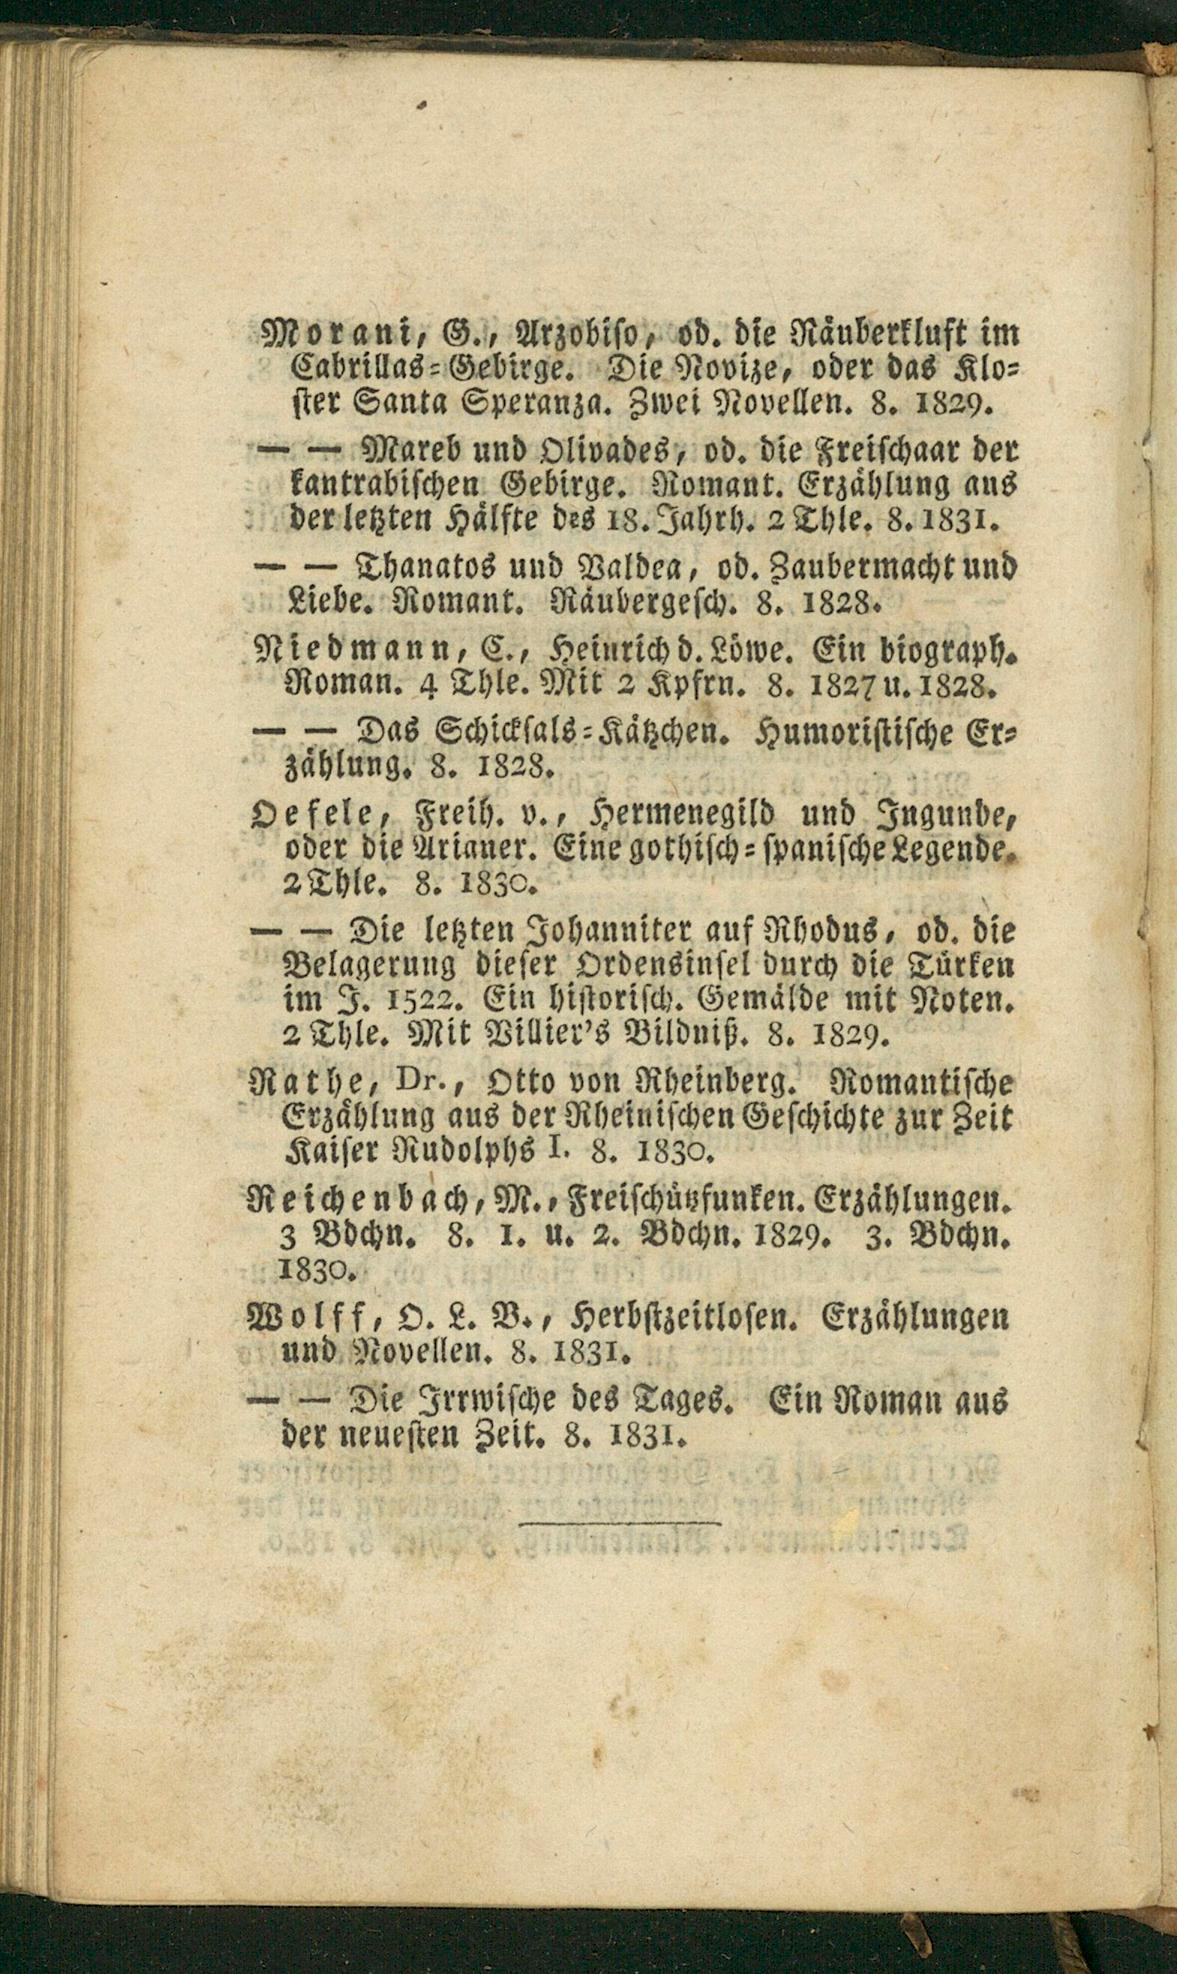 Morani, G., Arzobiso, od. die Räuberkluft im
Cabrillas-Gebirge. Die Novize, oder das Klo-
ster Santa Speranza. Zwei Novellen. 8. 1829.
— — Mareb und Olivades, od. die Freischaar der
kantrabischen Gebirge. Romant. Erzählung aus
der letzten Hälfte des 18. Jahrh. 2 Thle. 8. 1831.
— — Thanatos und Valdea, od. Zaubermacht und
Liebe. Romant. Räubergesch. 8. 1828.
Niedmann, C., Heinrich d. Löwe. Ein biograph.
Roman. 4 Thle. Mit 2 Kpfrn. 8. 1827 u. 1828.
— — Das Schicksals-Kätzchen. Humoristische Er-
zählung. 8. 1828.
Oefele, Freih. v., Hermenegild und Ingunde,
oder die Arianer. Eine gothisch-spanische Legende.
2 Thle. 8. 1830.
— — Die letzten Johanniter auf Rhodus, od. die
Belagerung dieser Ordensinsel durch die Türken
im J. 1522. Ein historisch. Gemälde mit Noten.
2 Thle. Mit Villier's Bildniß. 8. 1829.
Rathe, Dr., Otto von Rheinberg. Romantische
Erzählung aus der Rheinischen Geschichte zur Zeit
Kaiser Rudolphs I. 8. 1830.
Reichenbach, M., Freischützfunken. Erzählungen.
3 Bdchn. 8. 1. u. 2. Bdchn. 1829. 3. Bdchn.
1830.
Wolff, O. L. B., Herbstzeitlosen. Erzählungen
und Novellen. 8. 1831.
— — Die Irrwische des Tages. Ein Roman aus
der neuesten Zeit. 8. 1831.